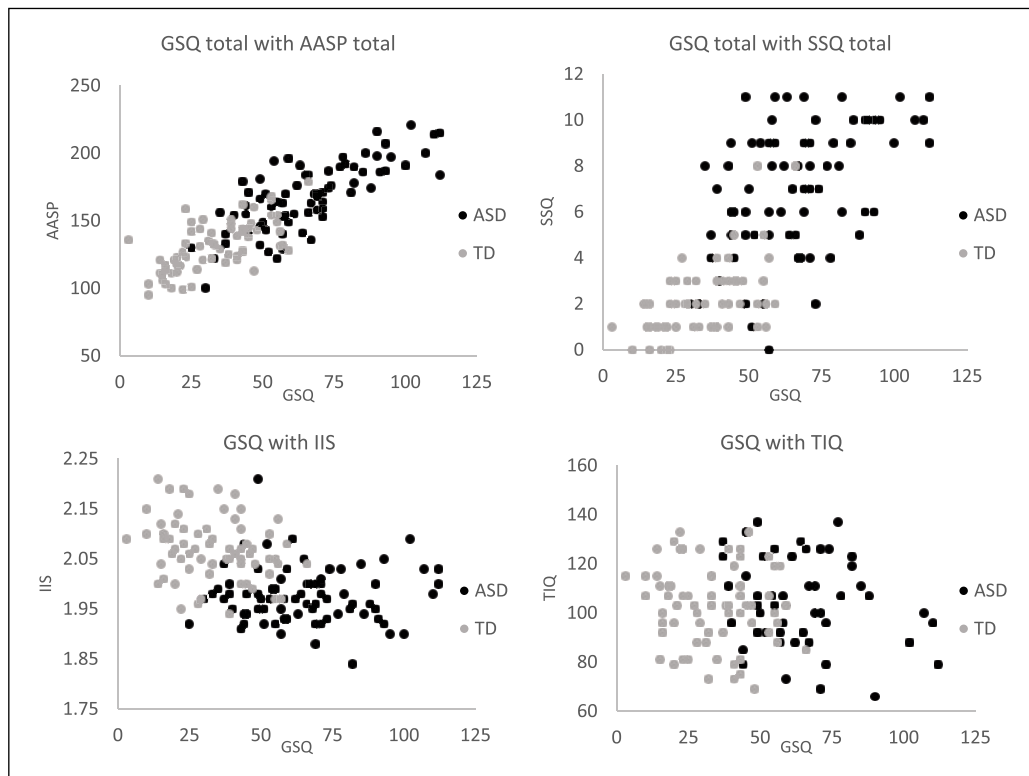 GSQ total with AASP total
250
200
150
100
50
AASP
0 25 50 75 100 125
GSQ
ASD
TD
GSQ total with SSQ total
12
10
8
6
4
2
0
SSQ
0 25 50 75 100 125
GSQ
ASD
TD
GSQ with IIS
2.25
2.15
2.05
1.95
1.85
1.75
IIS
0 25 50 75 100 125
GSQ
ASD
TD
GSQ with TIQ
160
140
120
100
80
60
TIQ
0 25 50 75 100 125
GSQ
ASD
TD